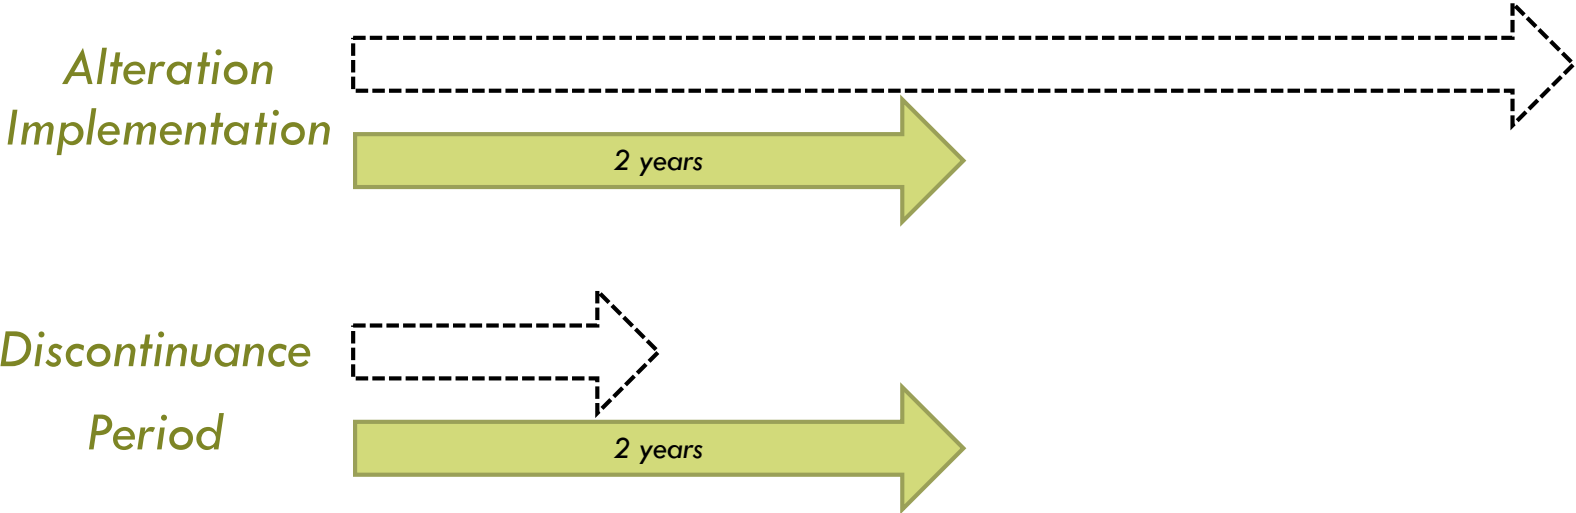 Alteration
Implementation
2 years
Discontinuance
Period
2 years